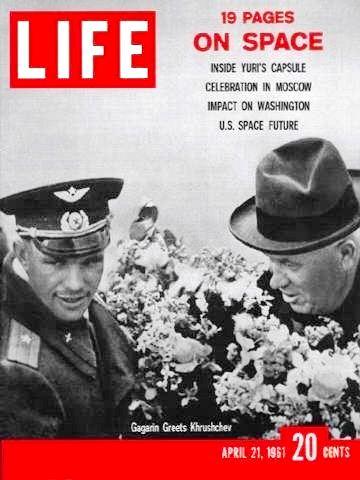 LIFE
19 PAGES
ON SPACE
INSIDE YURI'S CAPSULE
CELEBRATION IN MOSCOW
IMPACT ON WASHINGTON
U.S. SPACE FUTURE
Gagarin Greets Khrushchev
APRIL 21, 1961 20 CENTS